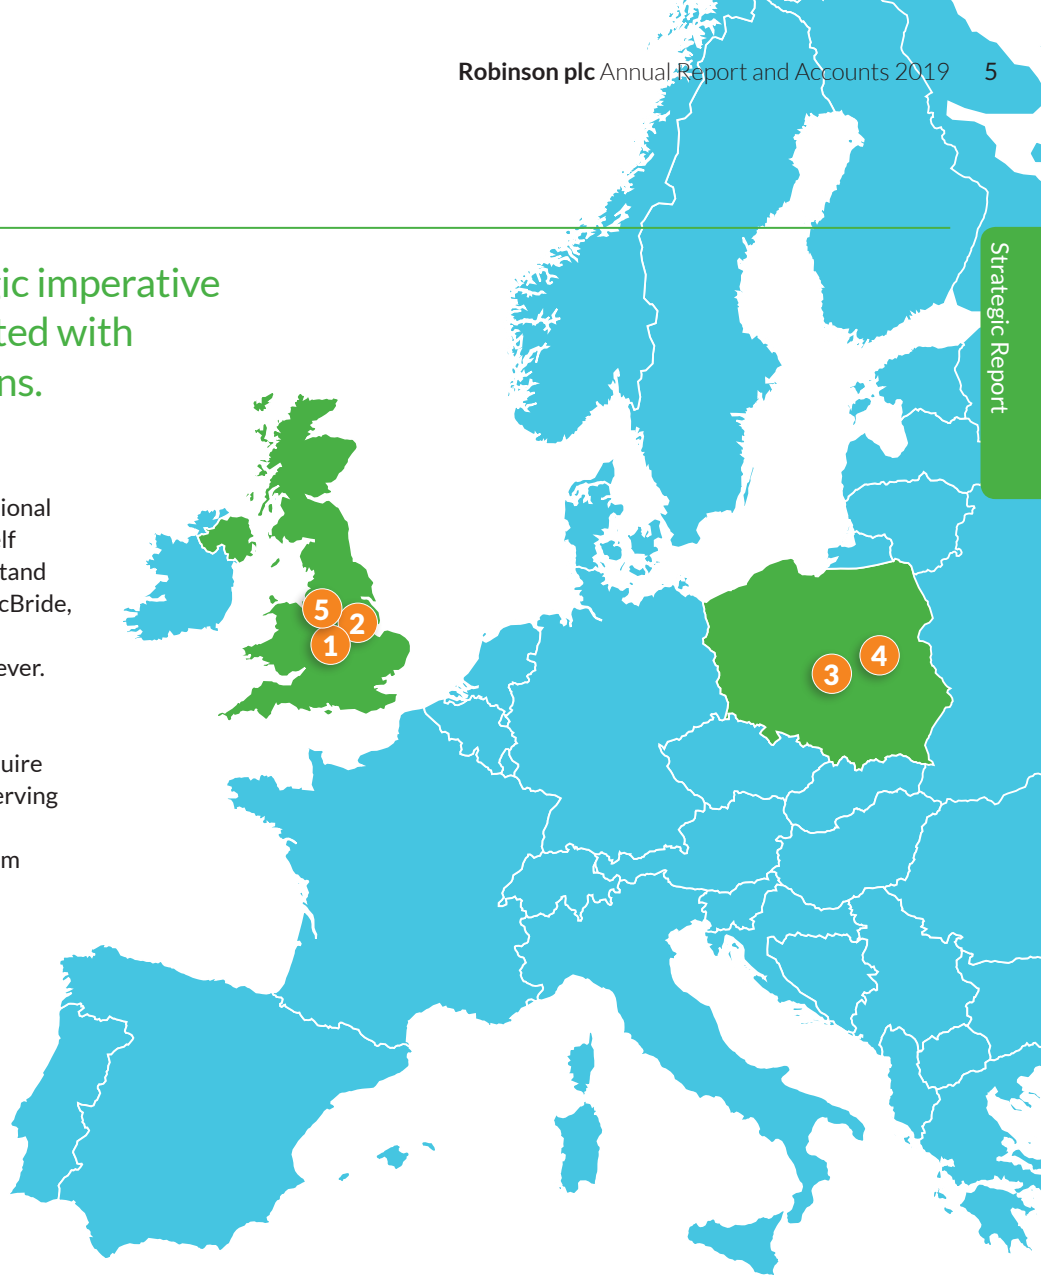 Robinson plc Annual Report and Accounts 2019 5
Strategic Report
ic imperative
ted with
ns.
ional
lf
tand
cBride,
ever.
uire
erving
m
5
2
1
4
3